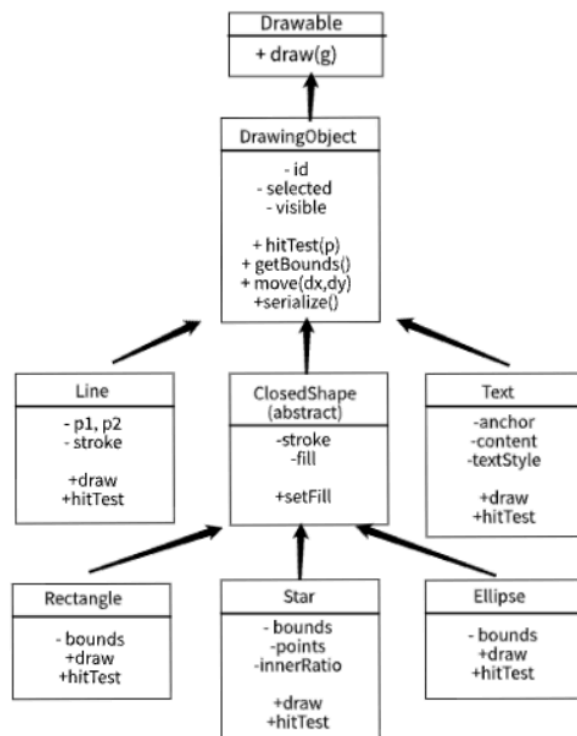 Drawable
+ draw(g)
DrawingObject
- id
- selected
- visible
+ hitTest(p)
+ getBounds()
+ move(dx,dy)
+serialize()
Line
- p1, p2
- stroke
+draw
+hitTest
ClosedShape
(abstract)
-stroke
-fill
+setFill
Text
-anchor
-content
-textStyle
+draw
+hitTest
Rectangle
- bounds
+draw
+hitTest
Star
- bounds
-points
-innerRatio
+draw
+hitTest
Ellipse
- bounds
+draw
+hitTest